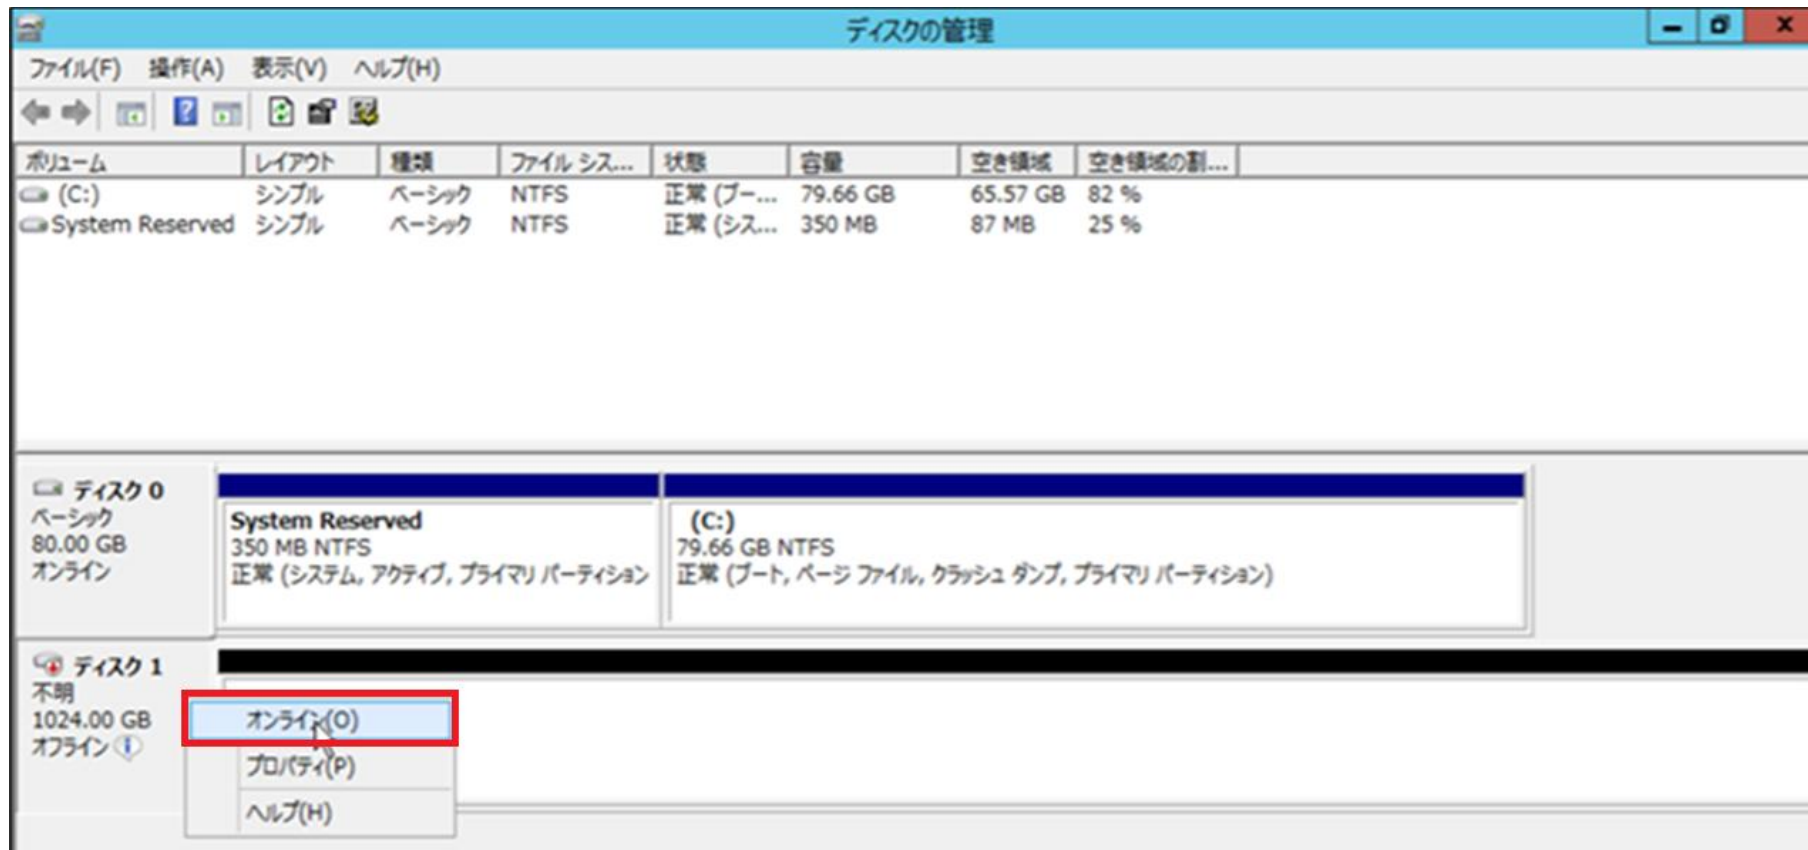 ディスクの管理
ファイル(F) 操作(A) 表示(V) ヘルプ(H)
ボリューム レイアウト 種類 ファイル シス... 状態 容量 空き領域 空き領域の割...
(C:) シンプル ベーシック NTFS 正常 (ブー... 79.66 GB 65.57 GB 82 %
System Reserved シンプル ベーシック NTFS 正常 (シス... 350 MB 87 MB 25 %
ディスク 0
ベーシック
80.00 GB
オンライン
System Reserved
350 MB NTFS
正常 (システム, アクティブ, プライマリ パーティション
(C:)
79.66 GB NTFS
正常 (ブート, ページ ファイル, クラッシュ ダンプ, プライマリ パーティション)
ディスク 1
不明
1024.00 GB
オフライン
オンライン(O)
プロパティ(P)
ヘルプ(H)